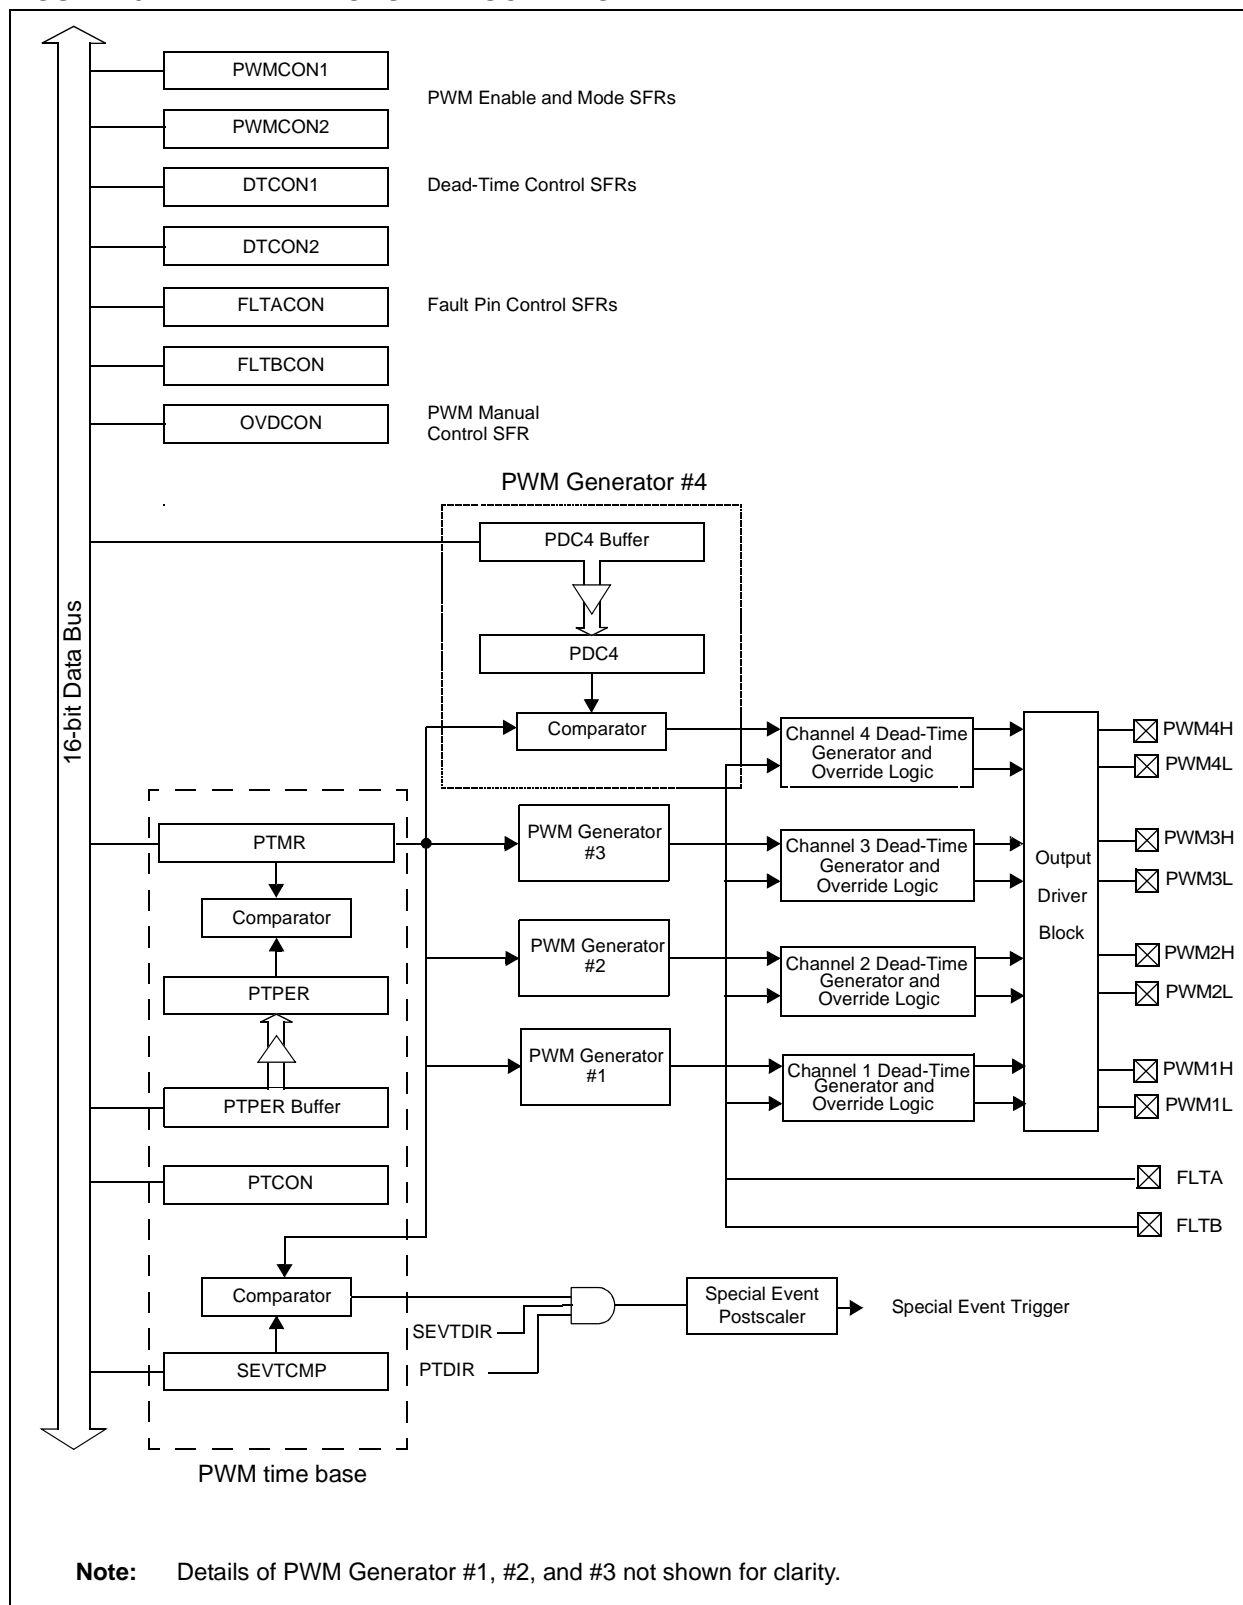 PWMCON1
PWM Enable and Mode SFRs
PWMCON2
DTCON1
Dead-Time Control SFRs
DTCON2
FLTACON
Fault Pin Control SFRs
FLTBCON
OVDCON
PWM Manual
Control SFR
PWM Generator #4
PDC4 Buffer
PDC4
Comparator
16-bit Data Bus
Channel 4 Dead-Time
Generator and
Override Logic
PWM4H
PWM4L
PTMR
PWM Generator
#3
Channel 3 Dead-Time
Generator and
Override Logic
Output
Driver
Block
PWM3H
PWM3L
Comparator
PTPER
PWM Generator
#2
Channel 2 Dead-Time
Generator and
Override Logic
PWM2H
PWM2L
PWM Generator
#1
Channel 1 Dead-Time
Generator and
Override Logic
PWM1H
PWM1L
PTPER Buffer
PTCON
FLTA
FLTB
Comparator
SEVTDIR
PTDIR
Special Event
Postscaler
Special Event Trigger
SEVTCMP
PWM time base
Note: Details of PWM Generator #1, #2, and #3 not shown for clarity.